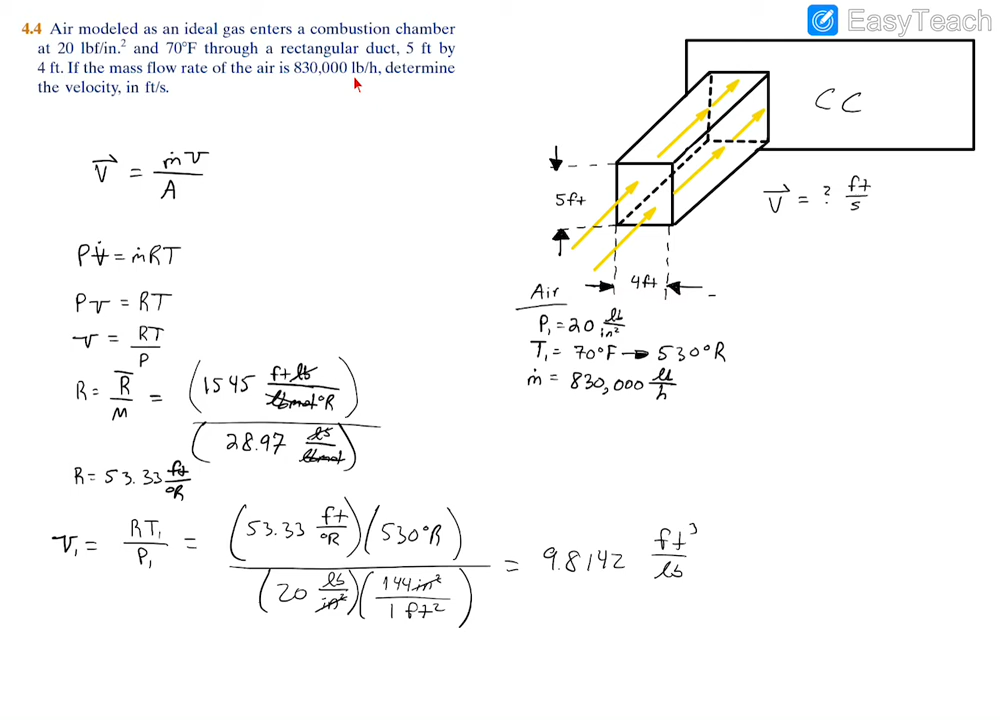 EasyTeach
4.4 Air modeled as an ideal gas enters a combustion chamber
at 20 lbf/in.² and 70°F through a rectangular duct, 5 ft by
4 ft. If the mass flow rate of the air is 830,000 lb/h, determine
the velocity, in ft/s.
CC
V⃗ = ? ft/s
5ft
4ft
Air
P₁ = 20 lb/in²
T₁ = 70°F → 530°R
ṁ = 830,000 lb/h
V⃗ = ṁv/A
PV̇ = ṁRT
Pv = RT
v = RT/P
R = R̅/M = (1545 ft lb/lbmol °R)/(28.97 lb/lbmol)
R = 53.33 ft/°R
v₁ = RT₁/P₁ = (53.33 ft/°R)(530°R)/(20 lb/in²)(144 in²/1 ft²) = 9.8142 ft³/lb